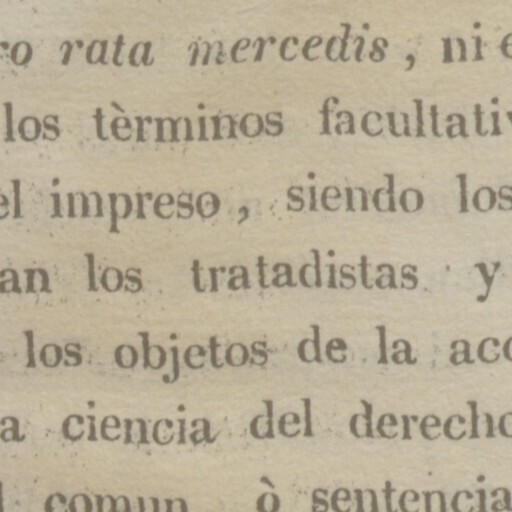 ro rata mercedis, ni e
los tèrminos facultativ
el impreso, siendo los
an los tratadistas y
los objetos de la acc
a ciencia del derecho
l comun ò sentencia